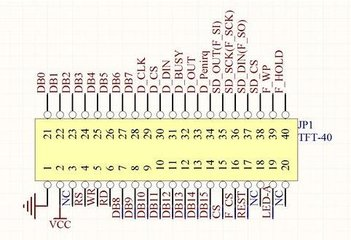 DB0
DB1
DB2
DB3
DB4
DB5
DB6
DB7
D_CLK
D_CS
D_DIN
D_BUSY
D_OUT
D_Penirq
SD_OUT(F_SI)
SD_SCK(F_SCK)
SD_DIN(F_SO)
SD_CS
F_WP
F_HOLD
21
22
23
24
25
26
27
28
29
30
31
32
33
34
35
36
37
38
39
40
JP1
TFT-40
1
2
3
4
5
6
7
8
9
10
11
12
13
14
15
16
17
18
19
20
VCC
NC
RS
WR
RD
DB8
DB9
DB10
DB11
DB12
DB13
DB14
DB15
CS
F_CS
REST
NC
LED-A
NC